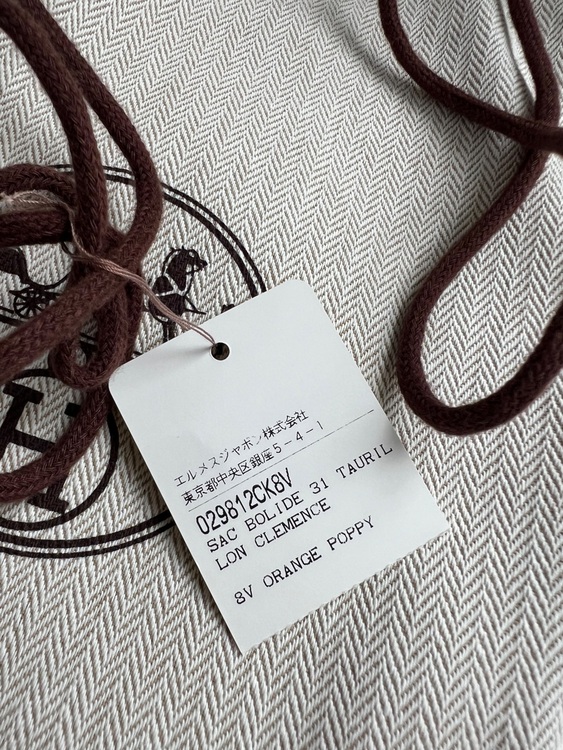 エルメスジャポン株式会社
東京都中央区銀座5-4-1
029812CK8V
SAC BOLIDE 31 TAURIL
LON CLEMENCE
8V ORANGE POPPY
H